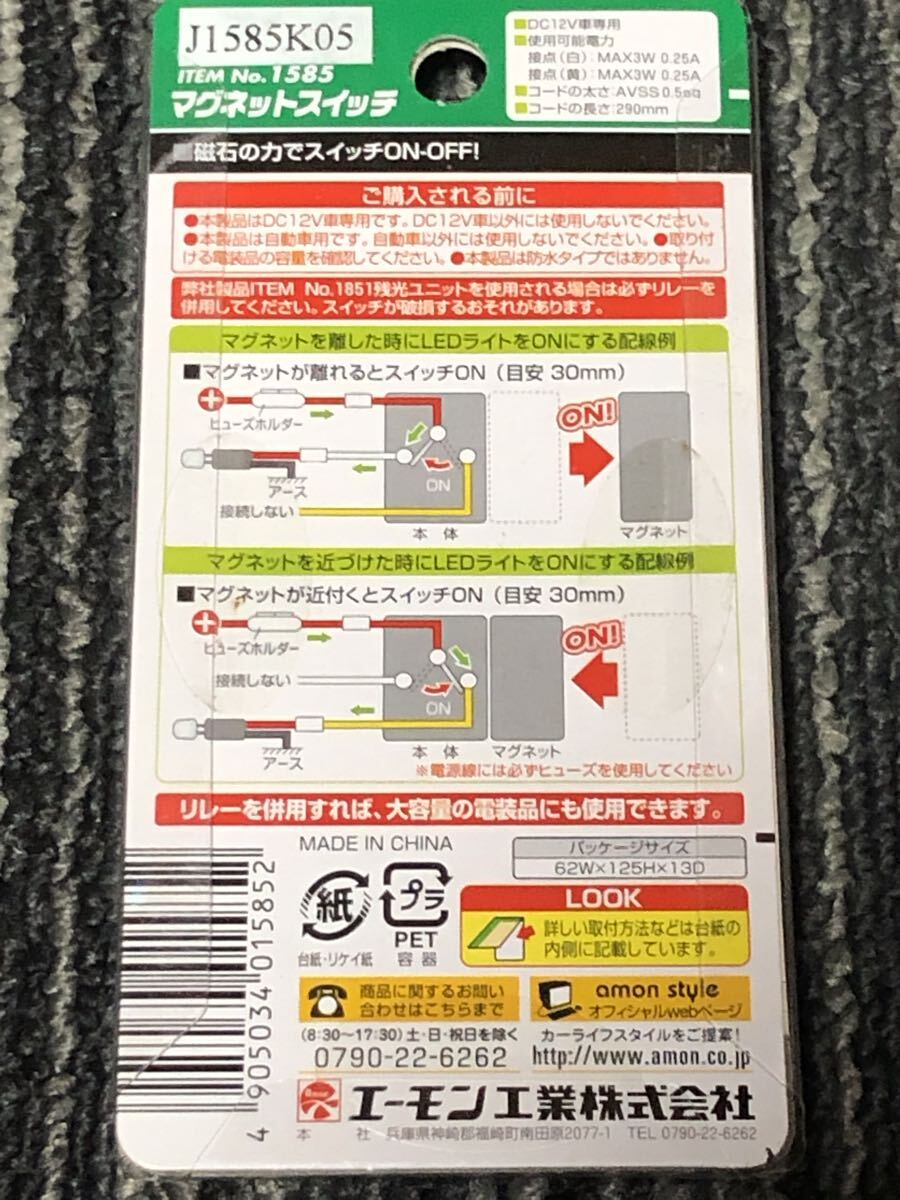 J1585K05
ITEM No.1585
マグネットスイッチ
■DC12V車専用
■使用可能電力
接点(白):MAX3W 0.25A
接点(黄):MAX3W 0.25A
■コードの太さ:AVSS 0.5sq
■コードの長さ:290mm
■磁石の力でスイッチON-OFF!
ご購入される前に
●本製品はDC12V車専用です。DC12V車以外には使用しないでください。
●本製品は自動車用です。自動車以外には使用しないでください。●取り付
ける電装品の容量を確認してください。●本製品は防水タイプではありません。
弊社製品ITEM No.1851残光ユニットを使用される場合は必ずリレーを
併用してください。スイッチが破損するおそれがあります。
マグネットを離した時にLEDライトをONにする配線例
■マグネットが離れるとスイッチON(目安 30mm)
ヒューズホルダー
ON!
アース
ON
接続しない
本体
マグネット
マグネットを近づけた時にLEDライトをONにする配線例
■マグネットが近付くとスイッチON(目安 30mm)
ヒューズホルダー
ON!
接続しない
ON
アース
本体
マグネット
※電源線には必ずヒューズを使用してください
リレーを併用すれば、大容量の電装品にも使用できます。
MADE IN CHINA
パッケージサイズ
62W×125H×13D
紙
台紙・リケイ紙
プラ
PET
容器
LOOK
詳しい取付方法などは台紙の
内側に記載しています。
商品に関するお問い
合わせはこちらまで
(8:30~17:30)土・日・祝日を除く
0790-22-6262
amon style
オフィシャルwebページ
カーライフスタイルをご提案!
http://www.amon.co.jp
4 905034 015852
エーモン工業株式会社
本社 兵庫県神崎郡福崎町南田原2077-1 TEL 0790-22-6262